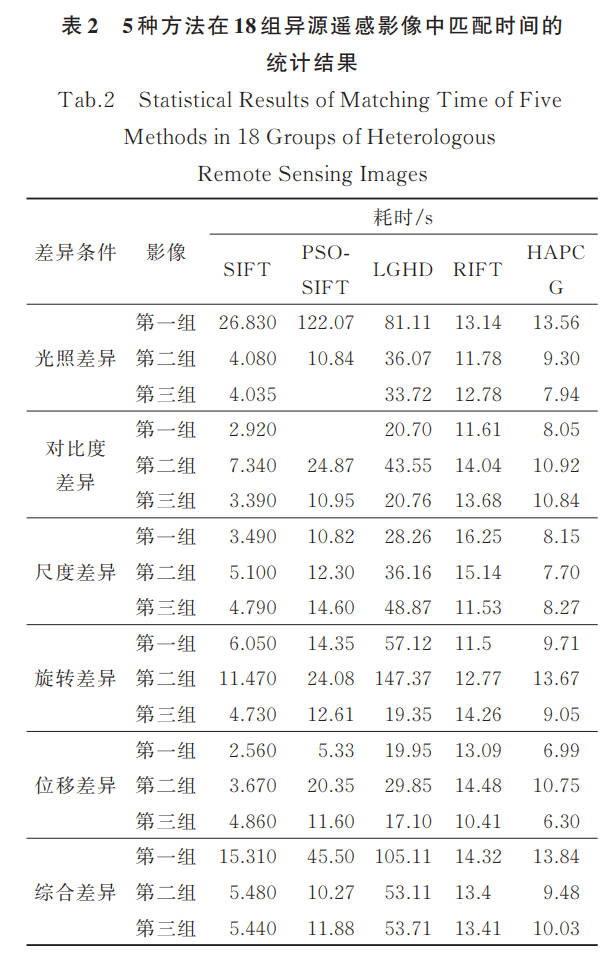 表 2 5 种方法在 18 组异源遥感影像中匹配时间的
统计结果
Tab.2 Statistical Results of Matching Time of Five
Methods in 18 Groups of Heterologous
Remote Sensing Images
耗时/s
差异条件 影像 SIFT PSO-SIFT LGHD RIFT HAPCG
第一组 26.830 122.07 81.11 13.14 13.56
光照差异 第二组 4.080 10.84 36.07 11.78 9.30
第三组 4.035 33.72 12.78 7.94
第一组 2.920 20.70 11.61 8.05
对比度差异 第二组 7.340 24.87 43.55 14.04 10.92
第三组 3.390 10.95 20.76 13.68 10.84
第一组 3.490 10.82 28.26 16.25 8.15
尺度差异 第二组 5.100 12.30 36.16 15.14 7.70
第三组 4.790 14.60 48.87 11.53 8.27
第一组 6.050 14.35 57.12 11.5 9.71
旋转差异 第二组 11.470 24.08 147.37 12.77 13.67
第三组 4.730 12.61 19.35 14.26 9.05
第一组 2.560 5.33 19.95 13.09 6.99
位移差异 第二组 3.670 20.35 29.85 14.48 10.75
第三组 4.860 11.60 17.10 10.41 6.30
第一组 15.310 45.50 105.11 14.32 13.84
综合差异 第二组 5.480 10.27 53.11 13.4 9.48
第三组 5.440 11.88 53.71 13.41 10.03